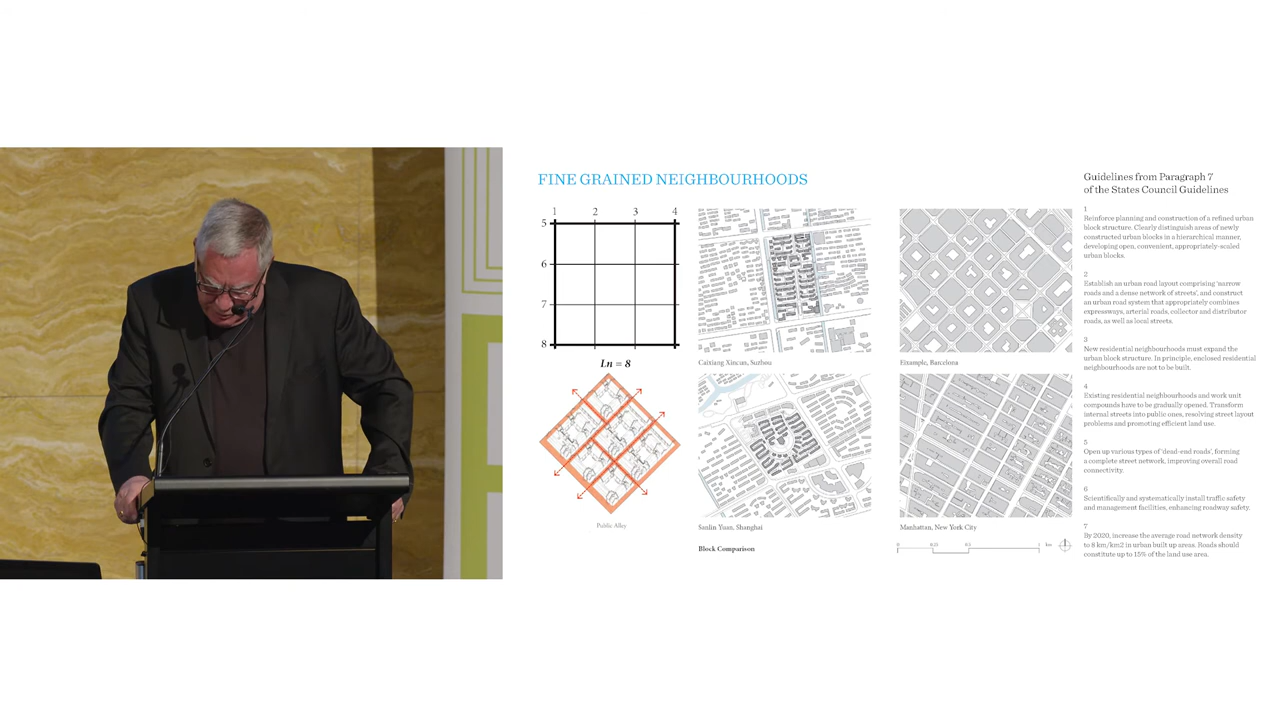 FINE GRAINED NEIGHBOURHOODS
1 2 3 4
5
6
7
8
Ln = 8
Public Alley
Caixiang Xincun, Suzhou
Eixample, Barcelona
Sanlin Yuan, Shanghai
Manhattan, New York City
Block Comparison
0 0.25 0.5 1 km
Guidelines from Paragraph 7
of the States Council Guidelines
1
Reinforce planning and construction of a refined urban
block structure. Clearly distinguish areas of newly
constructed urban blocks in a hierarchical manner,
developing open, convenient, appropriately-scaled
urban blocks.
2
Establish an urban road layout comprising 'narrow
roads and a dense network of streets', and construct
an urban road system that appropriately combines
expressways, arterial roads, collector and distributor
roads, as well as local streets.
3
New residential neighbourhoods must expand the
urban block structure. In principle, enclosed residential
neighbourhoods are not to be built.
4
Existing residential neighbourhoods and work unit
compounds have to be gradually opened. Transform
internal streets into public ones, resolving street layout
problems and promoting efficient land use.
5
Open up various types of 'dead-end roads', forming
a complete street network, improving overall road
connectivity.
6
Scientifically and systematically install traffic safety
and management facilities, enhancing roadway safety.
7
By 2020, increase the average road network density
to 8 km/km2 in urban built up areas. Roads should
constitute up to 15% of the land use area.